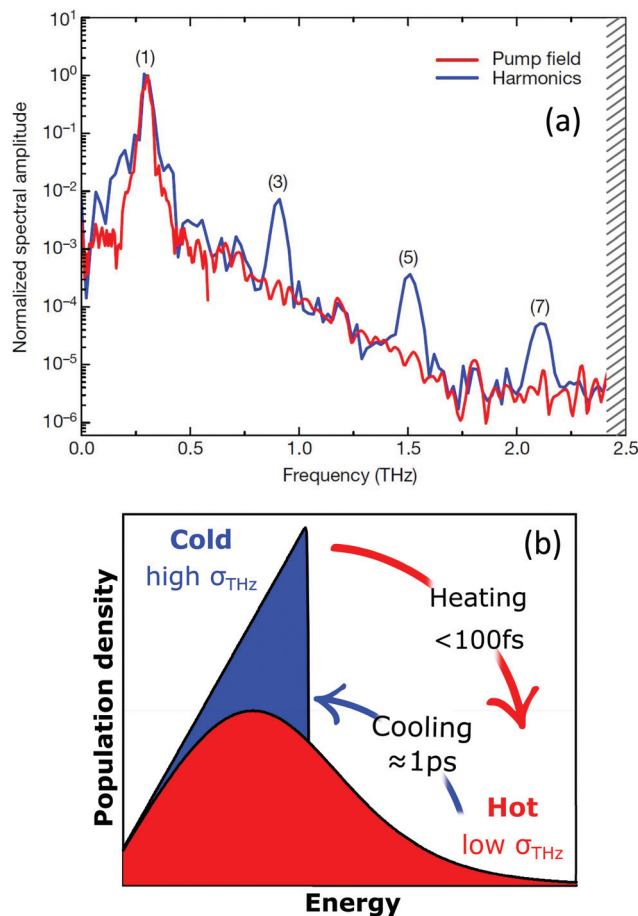 (1)
Pump field
Harmonics
(a)
(3)
(5)
(7)
10¹
10⁰
10⁻¹
10⁻²
10⁻³
10⁻⁴
10⁻⁵
10⁻⁶
Normalized spectral amplitude
0.0 0.5 1.0 1.5 2.0 2.5
Frequency (THz)
(b)
Cold
high σTHz
Heating
<100fs
Cooling
≈1ps
Hot
low σTHz
Population density
Energy